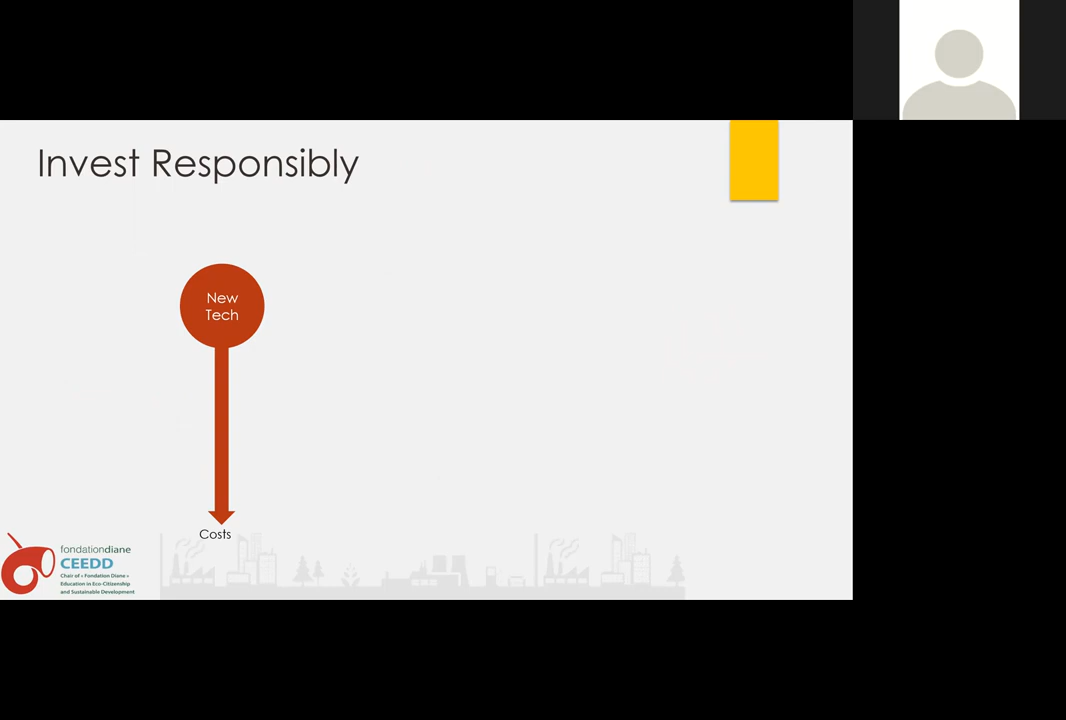 Invest Responsibly
New
Tech
Costs
fondationdiane
CEEDD
Chair of « Fondation Diane »
Education in Eco-Citizenship
and Sustainable Development